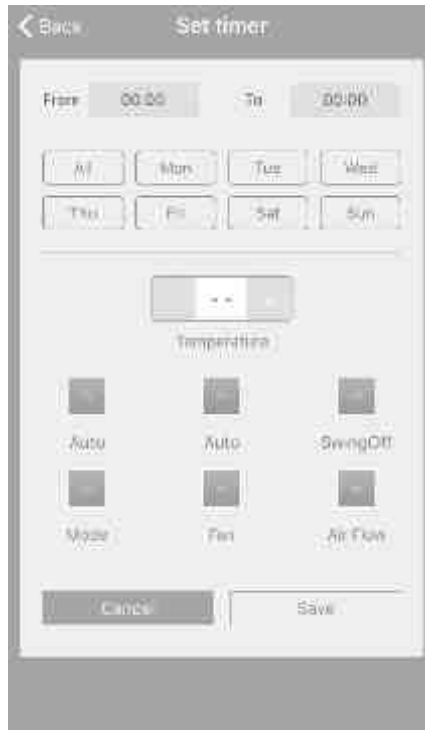 Back Set timer
From 00:00 To 00:00
All Mon Tue Wed
Thu Fri Sat Sun
--
Temperature
Auto Auto SwingOff
Mode Fan Air Flow
Cancel Save